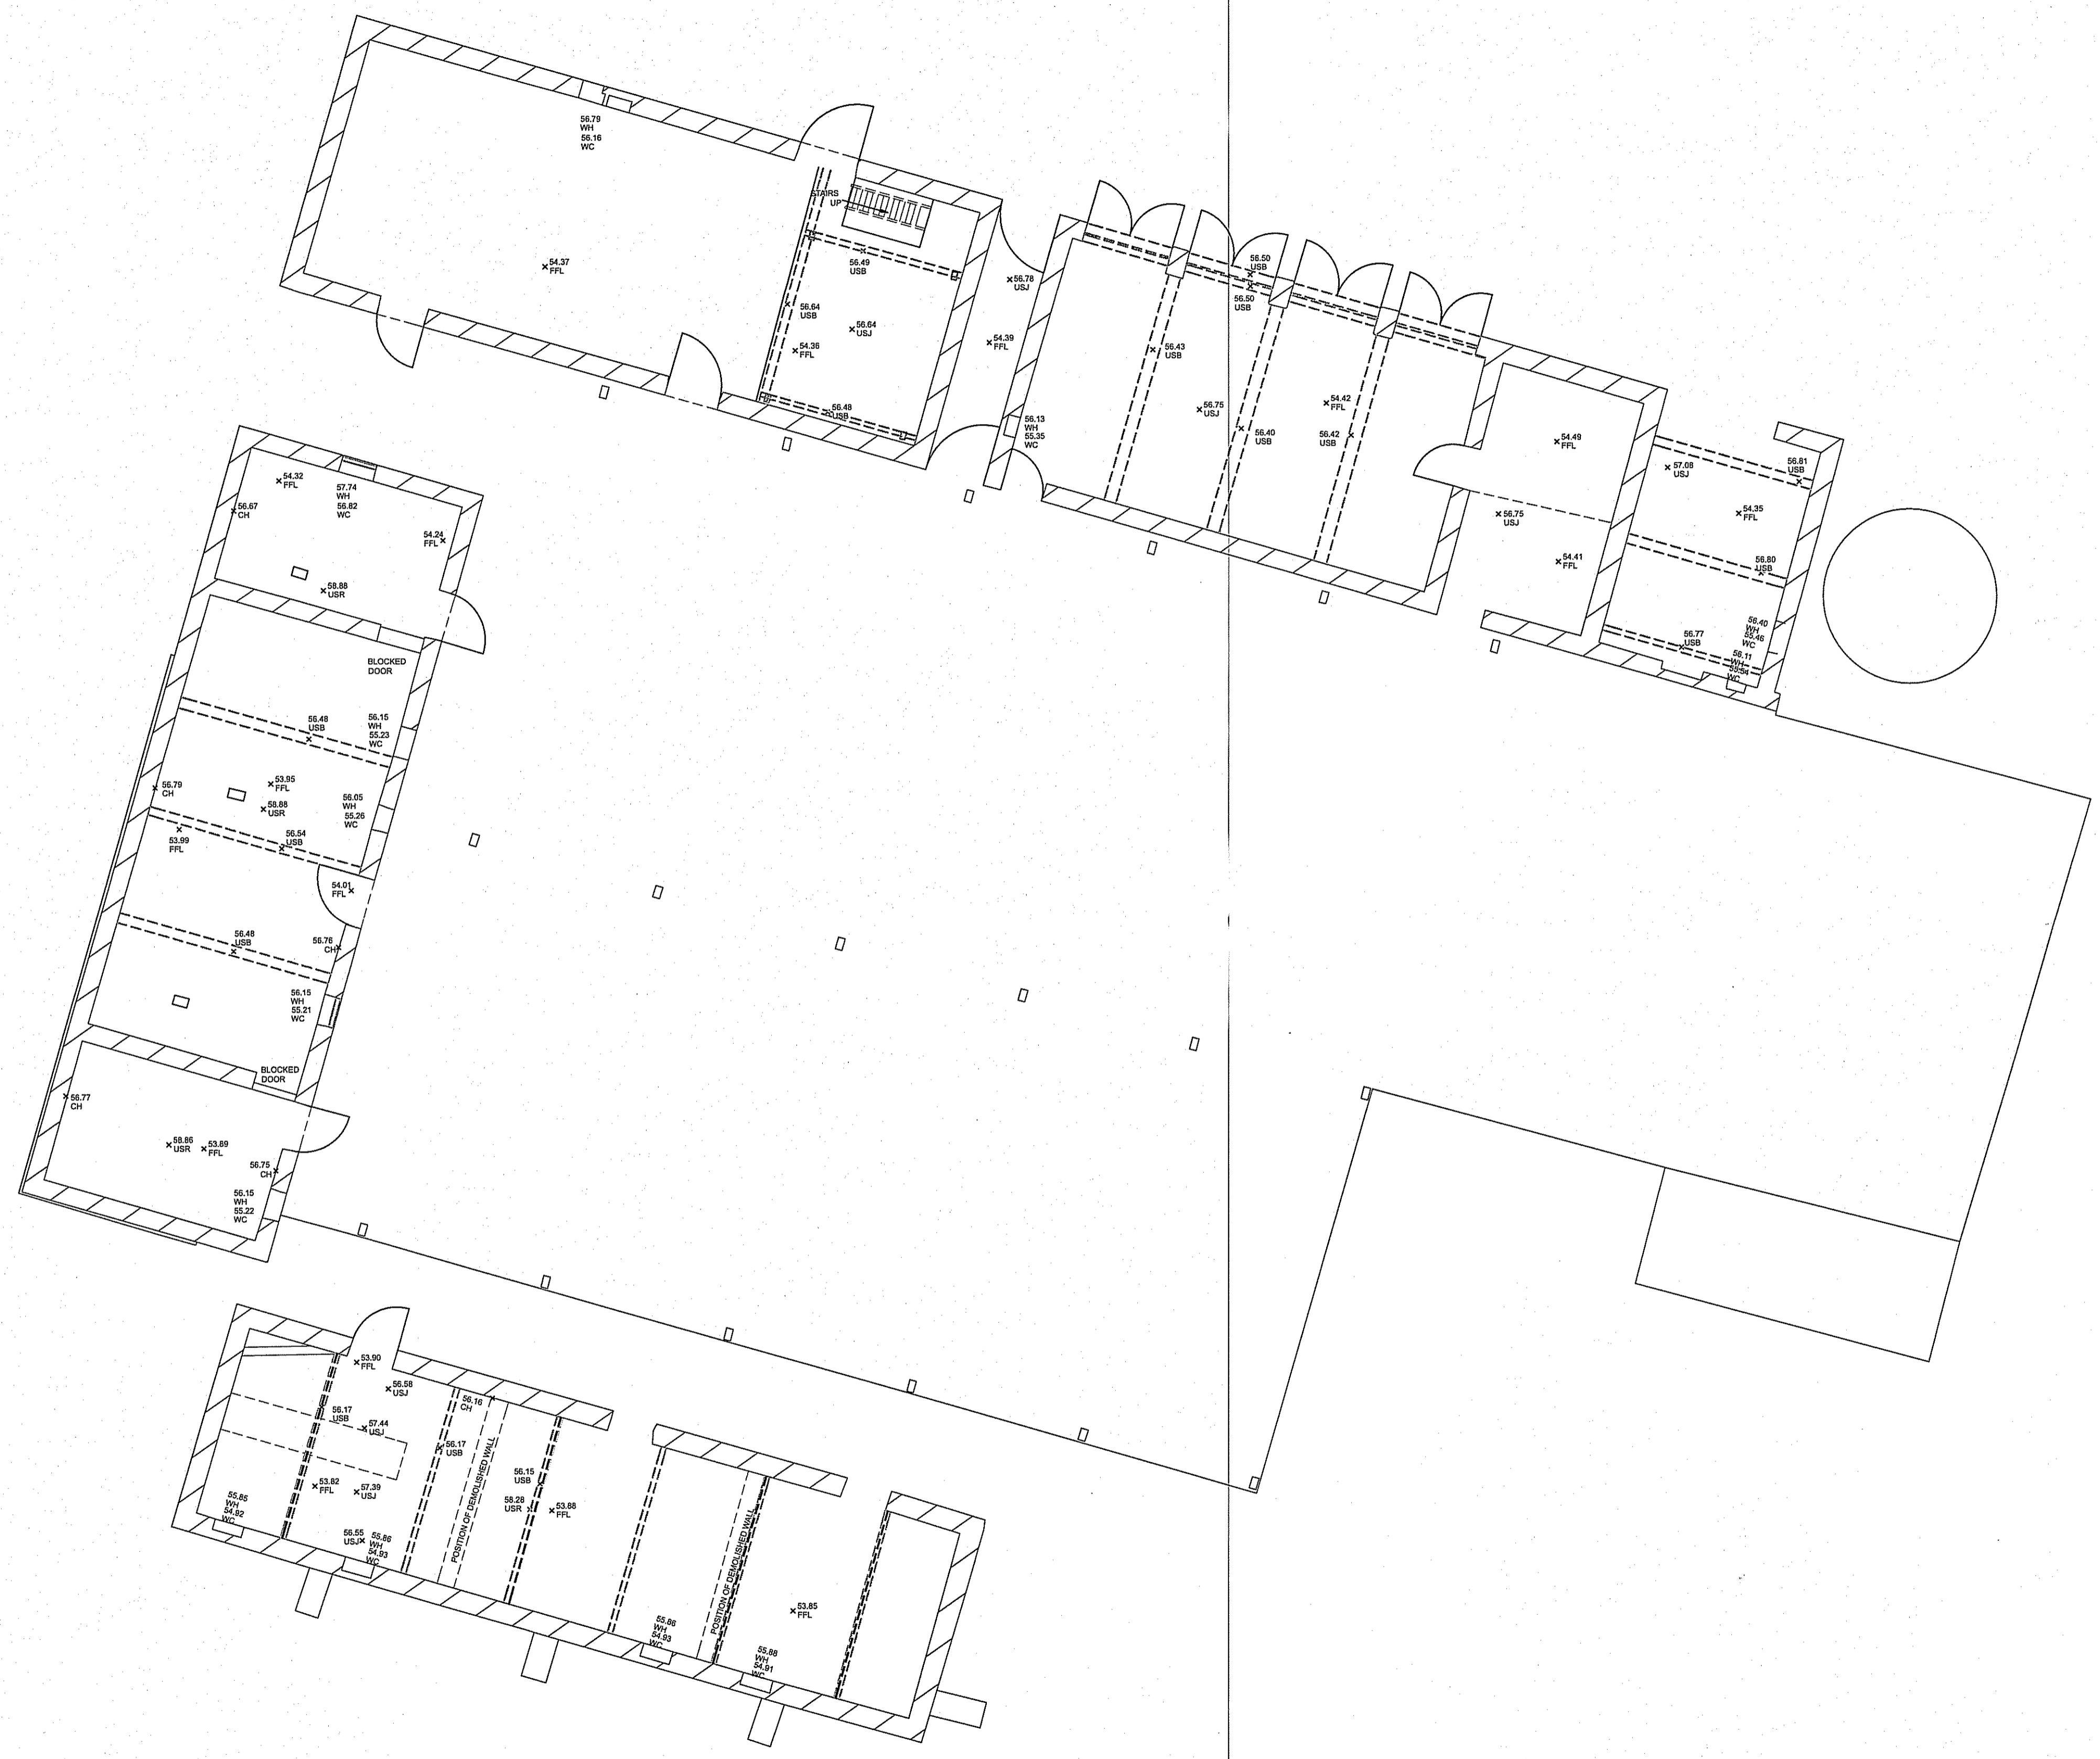 56.79
WH
56.16
WC
STAIRS
UP
54.37
FFL
56.49
USB
56.64
USB
56.64
USJ
54.36
FFL
56.48
USB
56.78
USJ
54.39
FFL
56.13
WH
55.35
WC
56.50
USB
56.50
USB
56.43
USB
56.75
USJ
56.40
USB
54.42
FFL
56.42
USB
54.49
FFL
56.75
USJ
54.41
FFL
57.08
USJ
56.81
USB
54.35
FFL
56.80
USB
56.77
USB
56.40
WH
55.46
WC
56.11
WH
55.54
WC
54.32
FFL
57.74
WH
56.82
WC
56.67
CH
54.24
FFL
58.88
USR
BLOCKED
DOOR
56.48
USB
56.15
WH
55.23
WC
56.79
CH
53.95
FFL
58.88
USR
56.05
WH
55.26
WC
53.99
FFL
56.54
USB
54.01
FFL
56.48
USB
56.76
CH
56.15
WH
55.21
WC
BLOCKED
DOOR
56.77
CH
58.86
USR
53.89
FFL
56.75
CH
56.15
WH
55.22
WC
53.90
FFL
56.58
USJ
56.17
USB
57.44
USJ
56.16
CH
56.17
USB
POSITION OF DEMOLISHED WALL
53.82
FFL
57.39
USJ
56.15
USB
58.28
USR
53.88
FFL
55.85
WH
54.92
WC
56.55
USJ
55.86
WH
54.93
WC
POSITION OF DEMOLISHED WALL
55.86
WH
54.93
WC
53.85
FFL
55.88
WH
54.91
WC